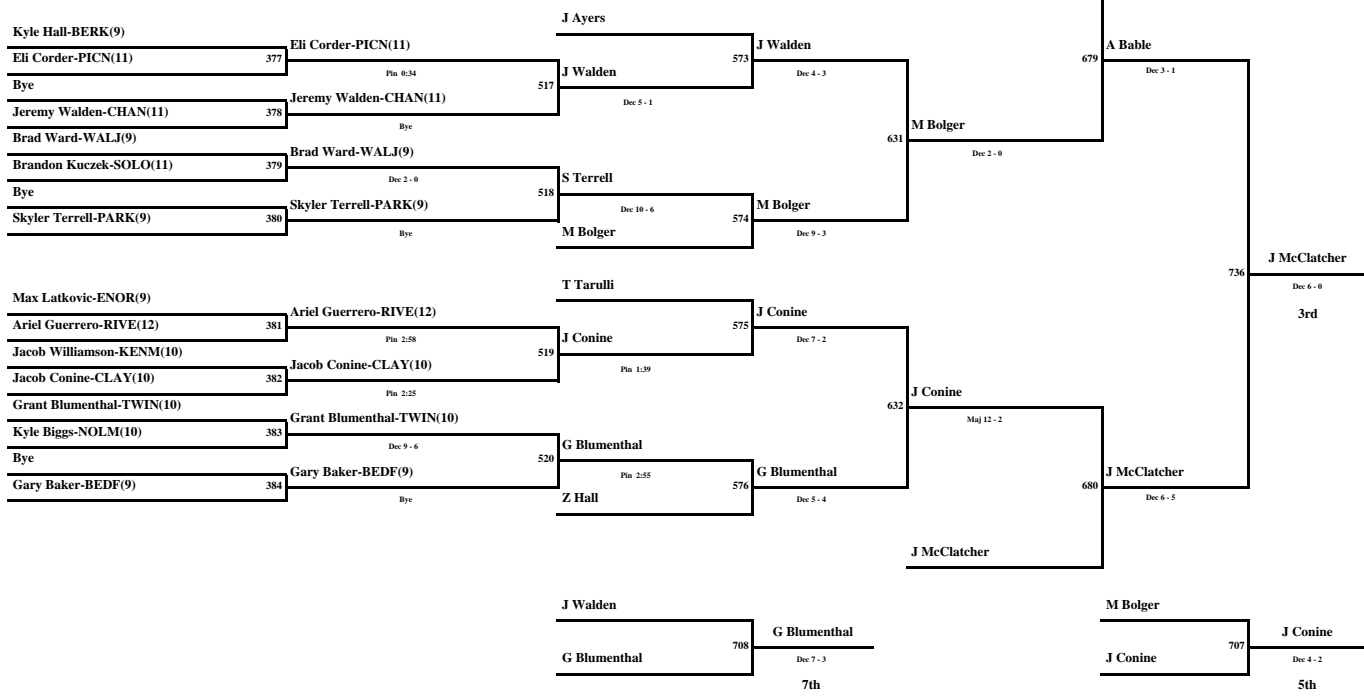 J Ayers
Kyle Hall-BERK(9)
Eli Corder-PICN(11)
J Walden
A Bable
Eli Corder-PICN(11)
377
573
679
Pin 0:34
Dec 4 - 3
Dec 3 - 1
J Walden
Bye
517
Jeremy Walden-CHAN(11)
Dec 5 - 1
Jeremy Walden-CHAN(11)
378
Bye
M Bolger
Brad Ward-WALJ(9)
631
Brad Ward-WALJ(9)
Dec 2 - 0
Brandon Kuczek-SOLO(11)
379
Dec 2 - 0
S Terrell
Bye
518
Skyler Terrell-PARK(9)
M Bolger
Dec 10 - 6
Skyler Terrell-PARK(9)
380
574
Bye
M Bolger
Dec 9 - 3
J McClatcher
736
T Tarulli
Dec 6 - 0
Max Latkovic-ENOR(9)
3rd
Ariel Guerrero-RIVE(12)
J Conine
Ariel Guerrero-RIVE(12)
381
575
Pin 2:58
Dec 7 - 2
J Conine
Jacob Williamson-KENM(10)
519
Jacob Conine-CLAY(10)
Pin 1:39
Jacob Conine-CLAY(10)
382
Pin 2:25
J Conine
Grant Blumenthal-TWIN(10)
632
Grant Blumenthal-TWIN(10)
Maj 12 - 2
Kyle Biggs-NOLM(10)
383
Dec 9 - 6
G Blumenthal
Bye
520
Gary Baker-BEDF(9)
G Blumenthal
J McClatcher
Pin 2:55
Gary Baker-BEDF(9)
384
576
680
Bye
Z Hall
Dec 5 - 4
Dec 6 - 5
J McClatcher
J Walden
M Bolger
G Blumenthal
J Conine
708
707
G Blumenthal
Dec 7 - 3
J Conine
Dec 4 - 2
7th
5th